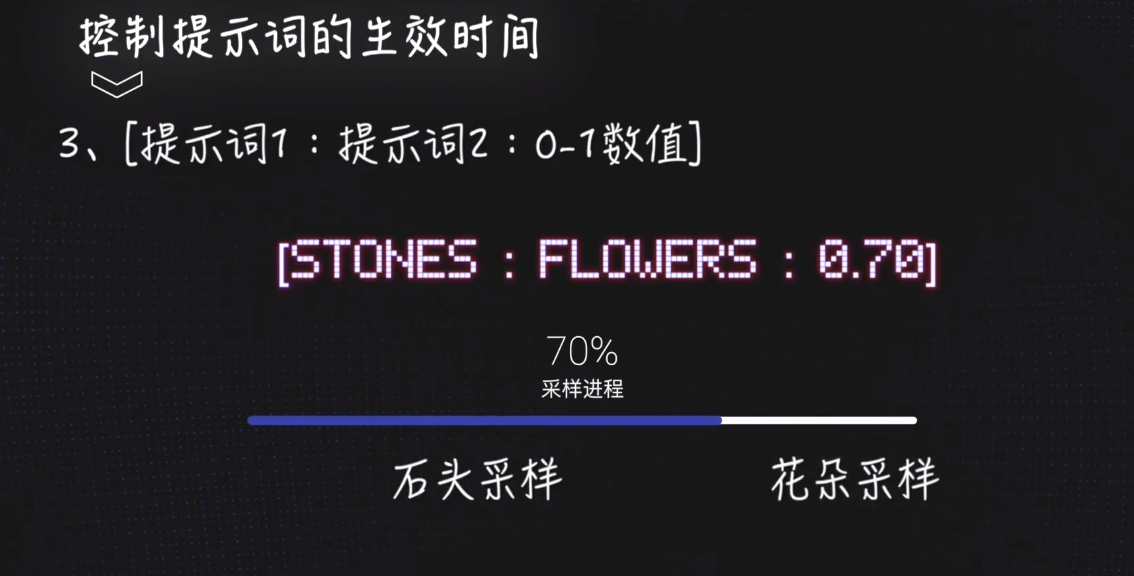 控制提示词的生效时间
3、[提示词1：提示词2：0-1数值]
[STONES : FLOWERS : 0.70]
70%
采样进程
石头采样 花朵采样